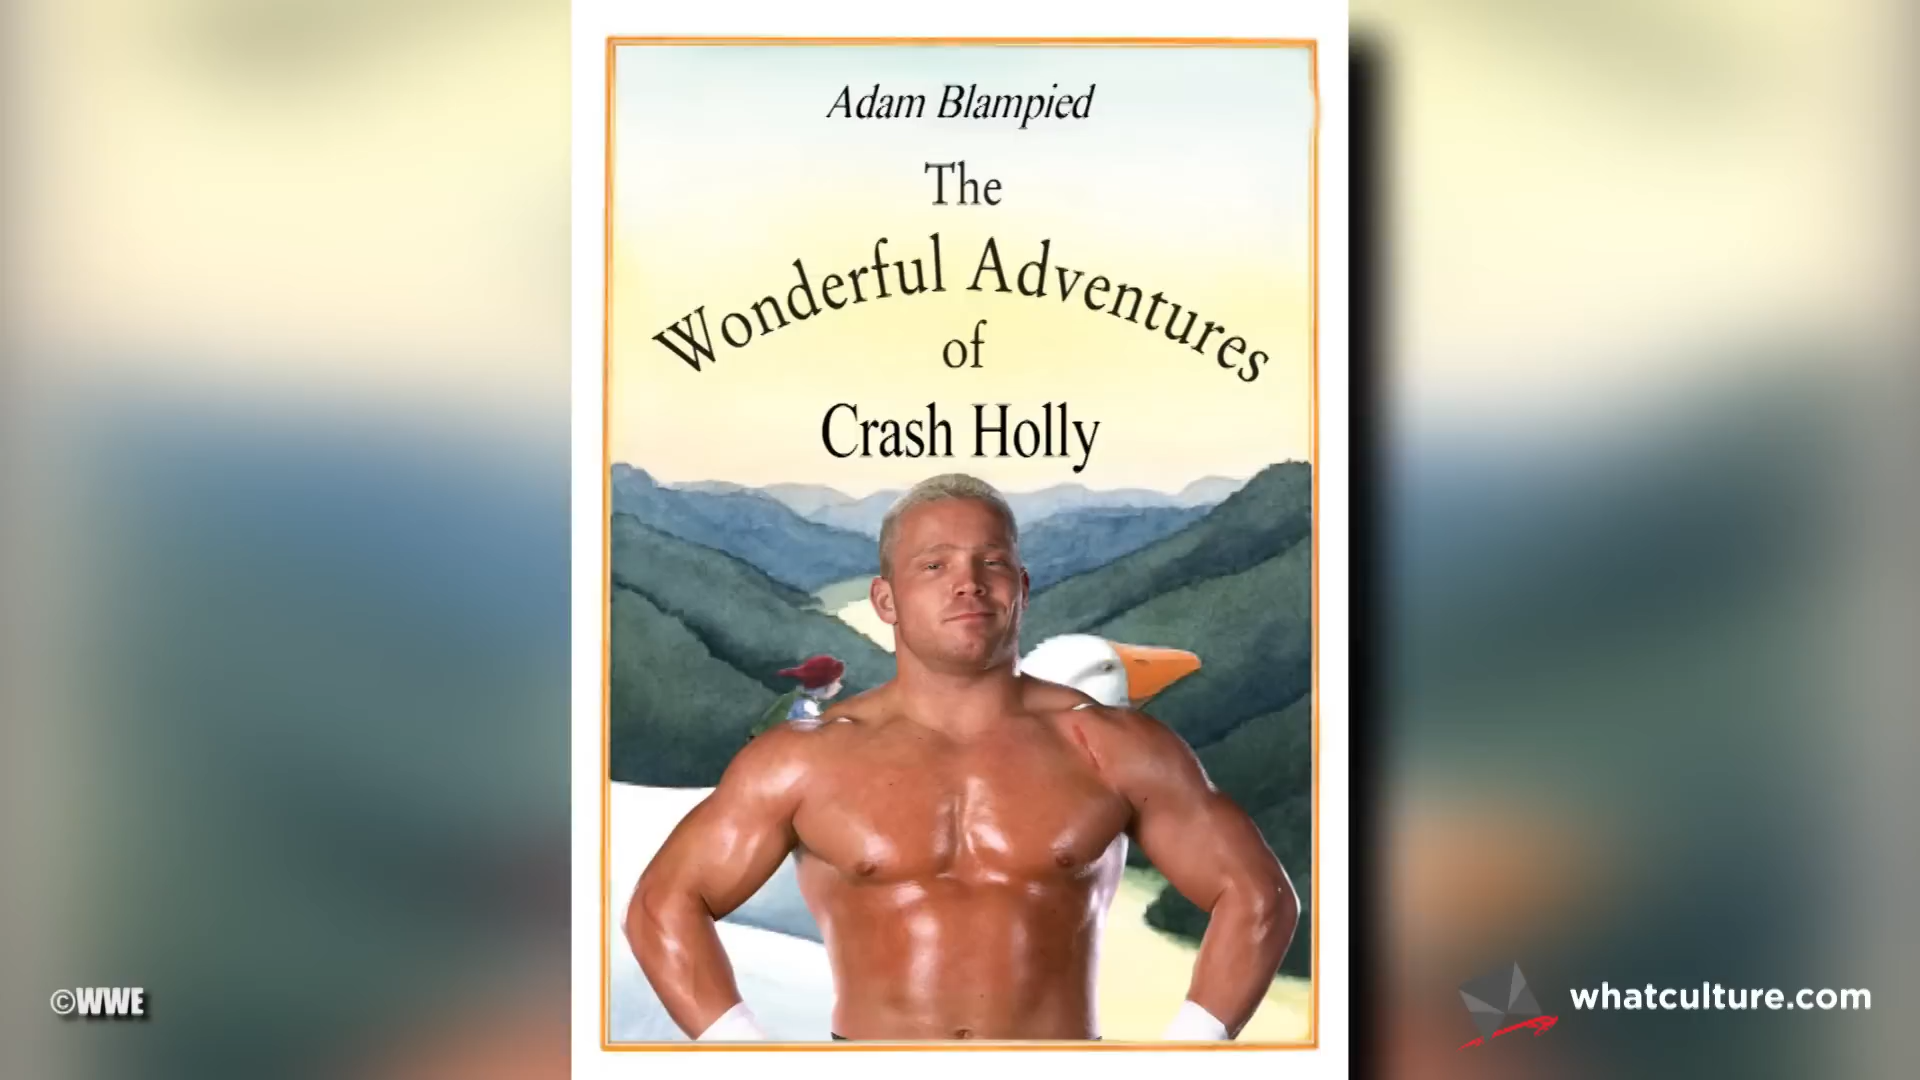 Adam Blampied
The
Wonderful Adventures
of
Crash Holly
©WWE
whatculture.com